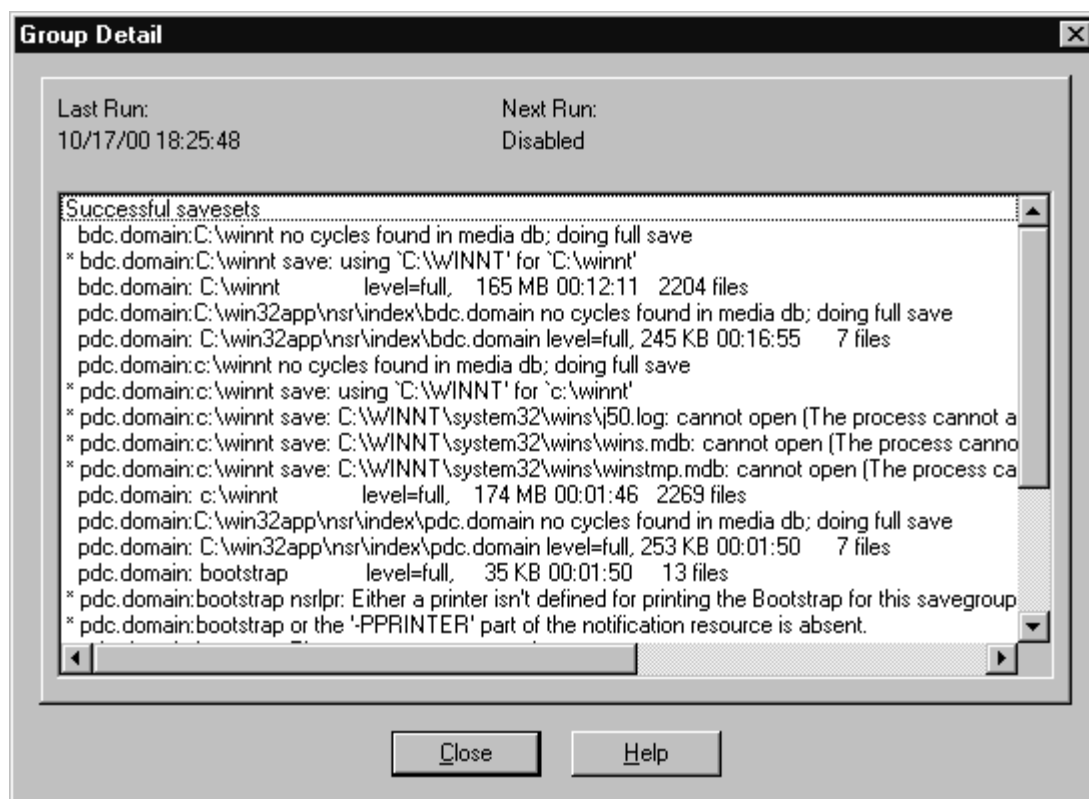 Group Detail
Last Run:
Next Run:
10/17/00 18:25:48
Disabled
Successful savesets
bdc.domain:C:\winnt no cycles found in media db; doing full save
* bdc.domain:C:\winnt save: using `C:\WINNT' for `C:\winnt'
bdc.domain: C:\winnt level=full, 165 MB 00:12:11 2204 files
pdc.domain:C:\win32app\nsr\index\bdc.domain no cycles found in media db; doing full save
pdc.domain: C:\win32app\nsr\index\bdc.domain level=full, 245 KB 00:16:55 7 files
pdc.domain:c:\winnt no cycles found in media db; doing full save
* pdc.domain:c:\winnt save: using `C:\WINNT' for `c:\winnt'
* pdc.domain:c:\winnt save: C:\WINNT\system32\wins\j50.log: cannot open (The process cannot a
* pdc.domain:c:\winnt save: C:\WINNT\system32\wins\wins.mdb: cannot open (The process canno
* pdc.domain:c:\winnt save: C:\WINNT\system32\wins\winstmp.mdb: cannot open (The process ca
pdc.domain: c:\winnt level=full, 174 MB 00:01:46 2269 files
pdc.domain:C:\win32app\nsr\index\pdc.domain no cycles found in media db; doing full save
pdc.domain: C:\win32app\nsr\index\pdc.domain level=full, 253 KB 00:01:50 7 files
pdc.domain: bootstrap level=full, 35 KB 00:01:50 13 files
* pdc.domain:bootstrap nsrlpr: Either a printer isn't defined for printing the Bootstrap for this savegroup
* pdc.domain:bootstrap or the '-PPRINTER' part of the notification resource is absent.
Close
Help